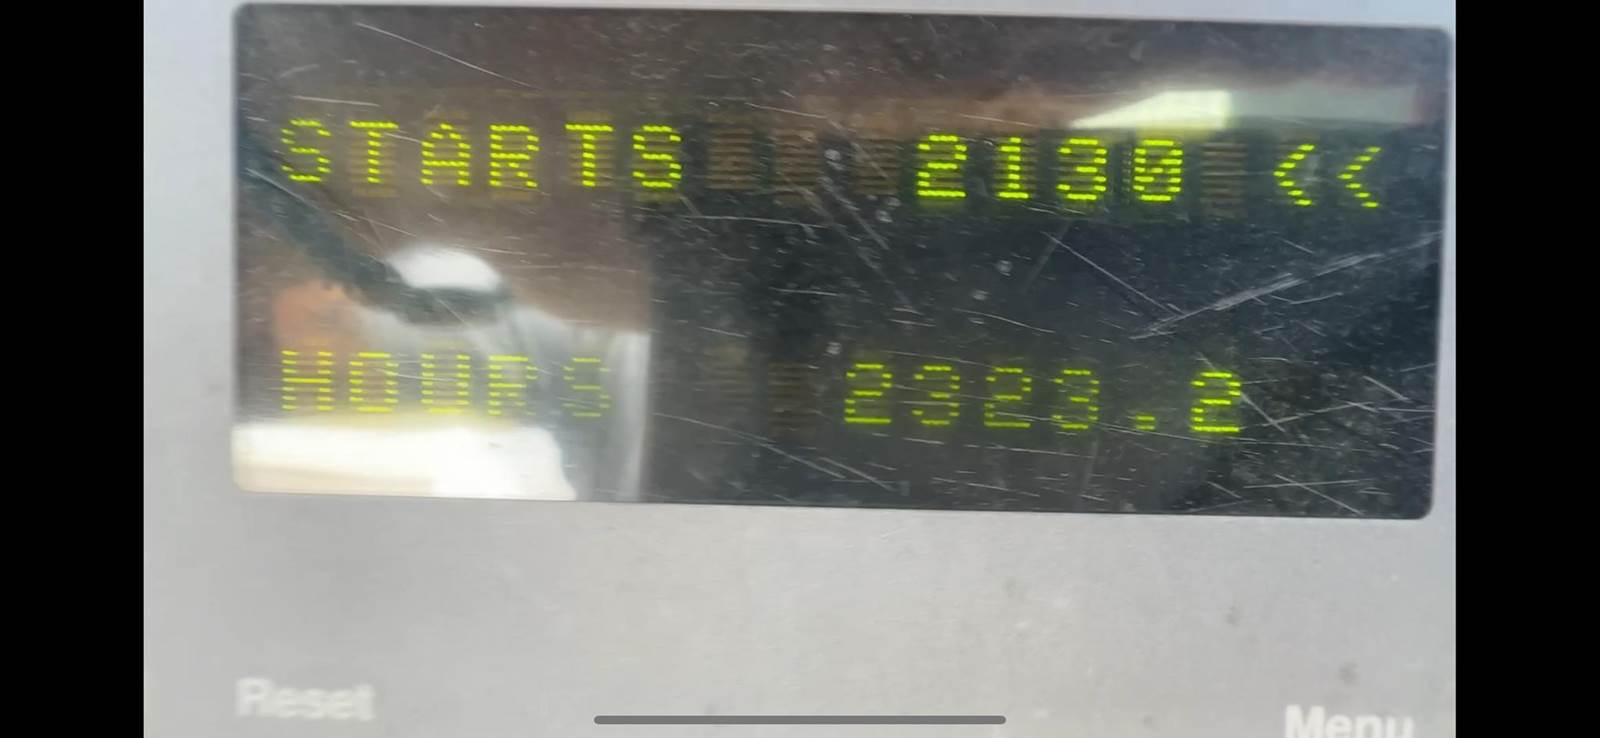 STARTS 2130 <<
HOURS 2323.2
Reset
Menu